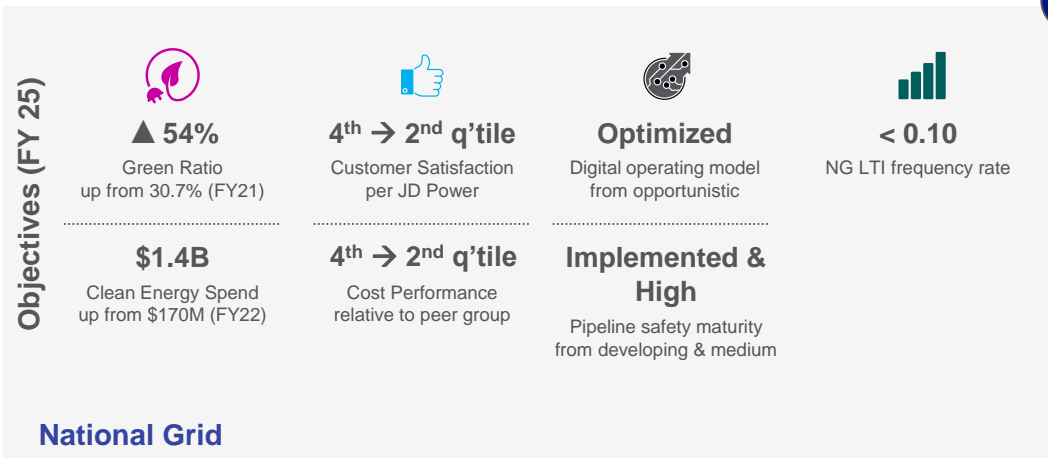 Objectives (FY 25)
▲ 54%
Green Ratio
up from 30.7% (FY21)
$1.4B
Clean Energy Spend
up from $170M (FY22)
4th → 2nd q'tile
Customer Satisfaction
per JD Power
4th → 2nd q'tile
Cost Performance
relative to peer group
Optimized
Digital operating model
from opportunistic
Implemented &
High
Pipeline safety maturity
from developing & medium
< 0.10
NG LTI frequency rate
National Grid